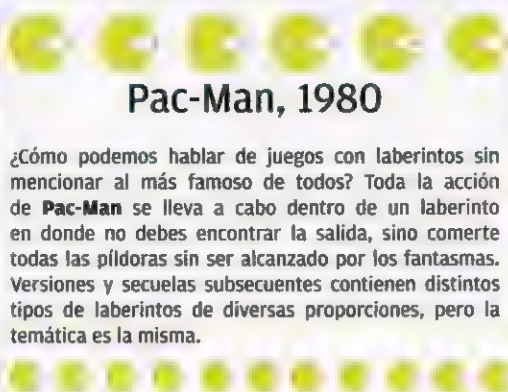 Pac-Man, 1980
¿Cómo podemos hablar de juegos con laberintos sin
mencionar al más famoso de todos? Toda la acción
de Pac-Man se lleva a cabo dentro de un laberinto
en donde no debes encontrar la salida, sino comerte
todas las píldoras sin ser alcanzado por los fantasmas.
Versiones y secuelas subsecuentes contienen distintos
tipos de laberintos de diversas proporciones, pero la
temática es la misma.